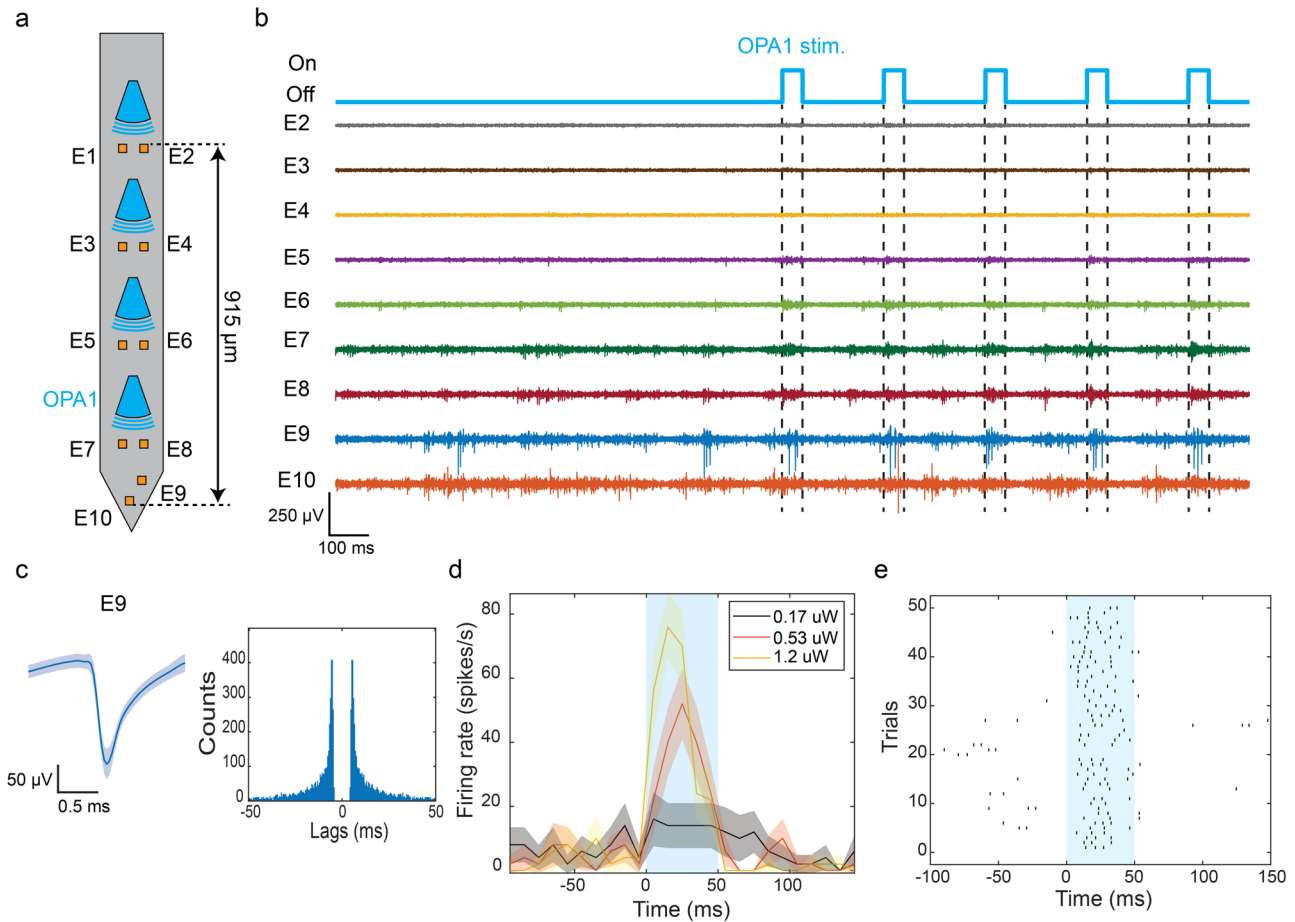 a
E1
E2
E3
E4
E5
E6
OPA1
E7
E8
E9
E10
915 µm
b
OPA1 stim.
On
Off
E2
E3
E4
E5
E6
E7
E8
E9
E10
250 µV
100 ms
c
E9
50 µV
0.5 ms
Counts
400
300
200
100
0
-50
0
50
Lags (ms)
d
Firing rate (spikes/s)
80
60
40
20
0
-50
0
50
100
Time (ms)
0.17 uW
0.53 uW
1.2 uW
e
Trials
50
40
30
20
10
0
-100
-50
0
50
100
150
Time (ms)